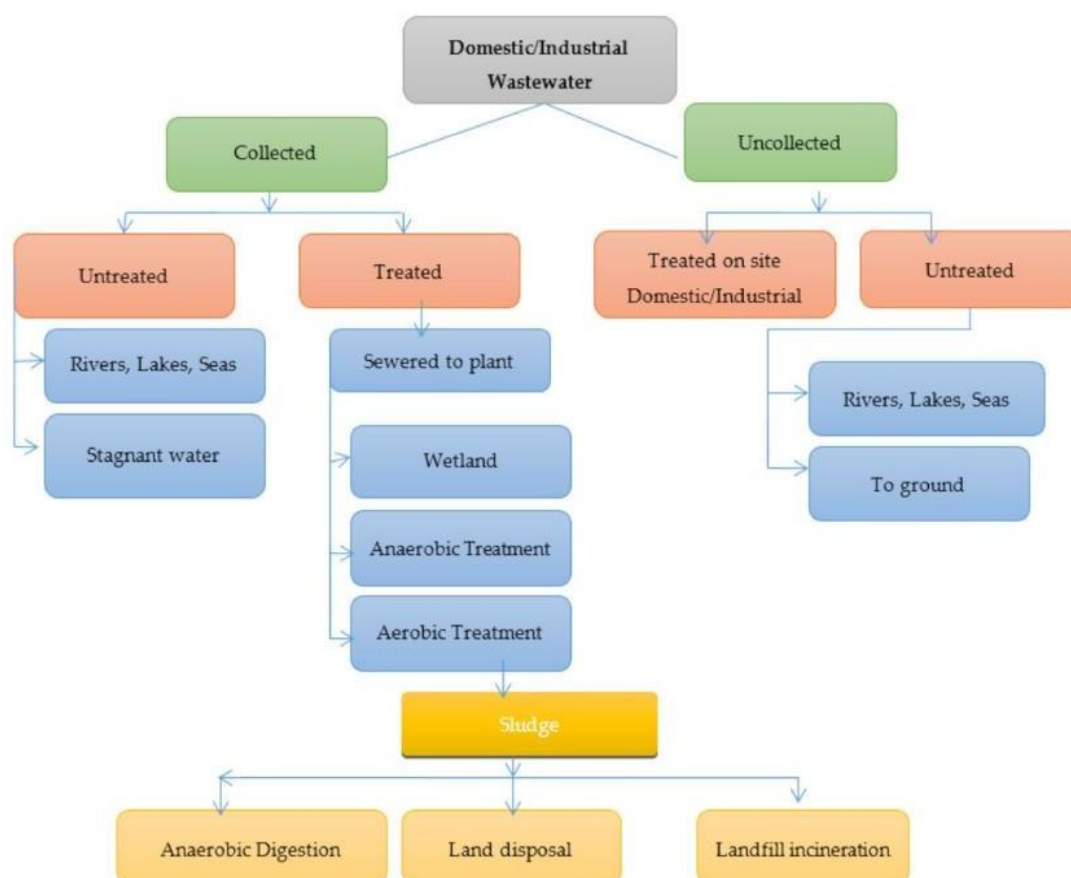 Domestic/Industrial
Wastewater
Collected
Uncollected
Untreated
Treated
Treated on site
Domestic/Industrial
Untreated
Rivers, Lakes, Seas
Stagnant water
Sewered to plant
Wetland
Anaerobic Treatment
Aerobic Treatment
Rivers, Lakes, Seas
To ground
Sludge
Anaerobic Digestion
Land disposal
Landfill incineration